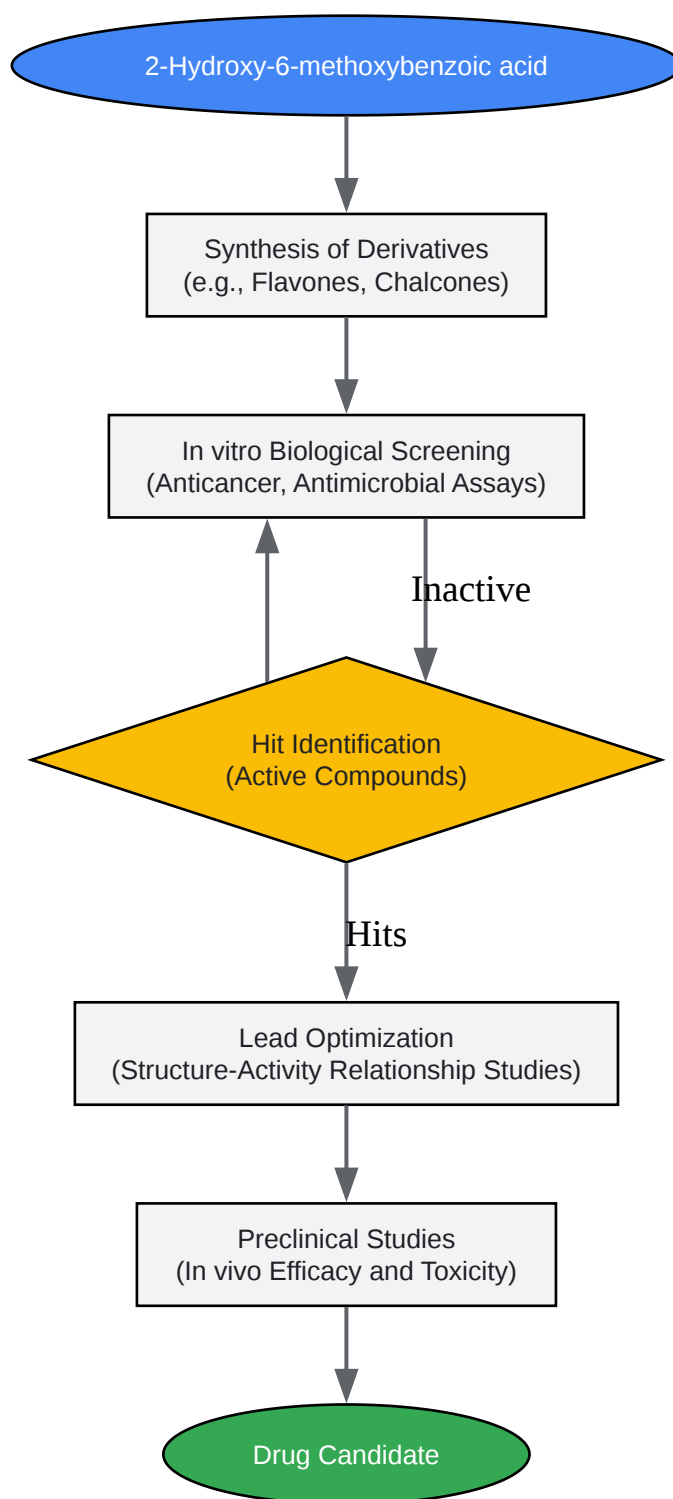 2-Hydroxy-6-methoxybenzoic acid
Synthesis of Derivatives
(e.g., Flavones, Chalcones)
In vitro Biological Screening
(Anticancer, Antimicrobial Assays)
Inactive
Hit Identification
(Active Compounds)
Hits
Lead Optimization
(Structure-Activity Relationship Studies)
Preclinical Studies
(In vivo Efficacy and Toxicity)
Drug Candidate